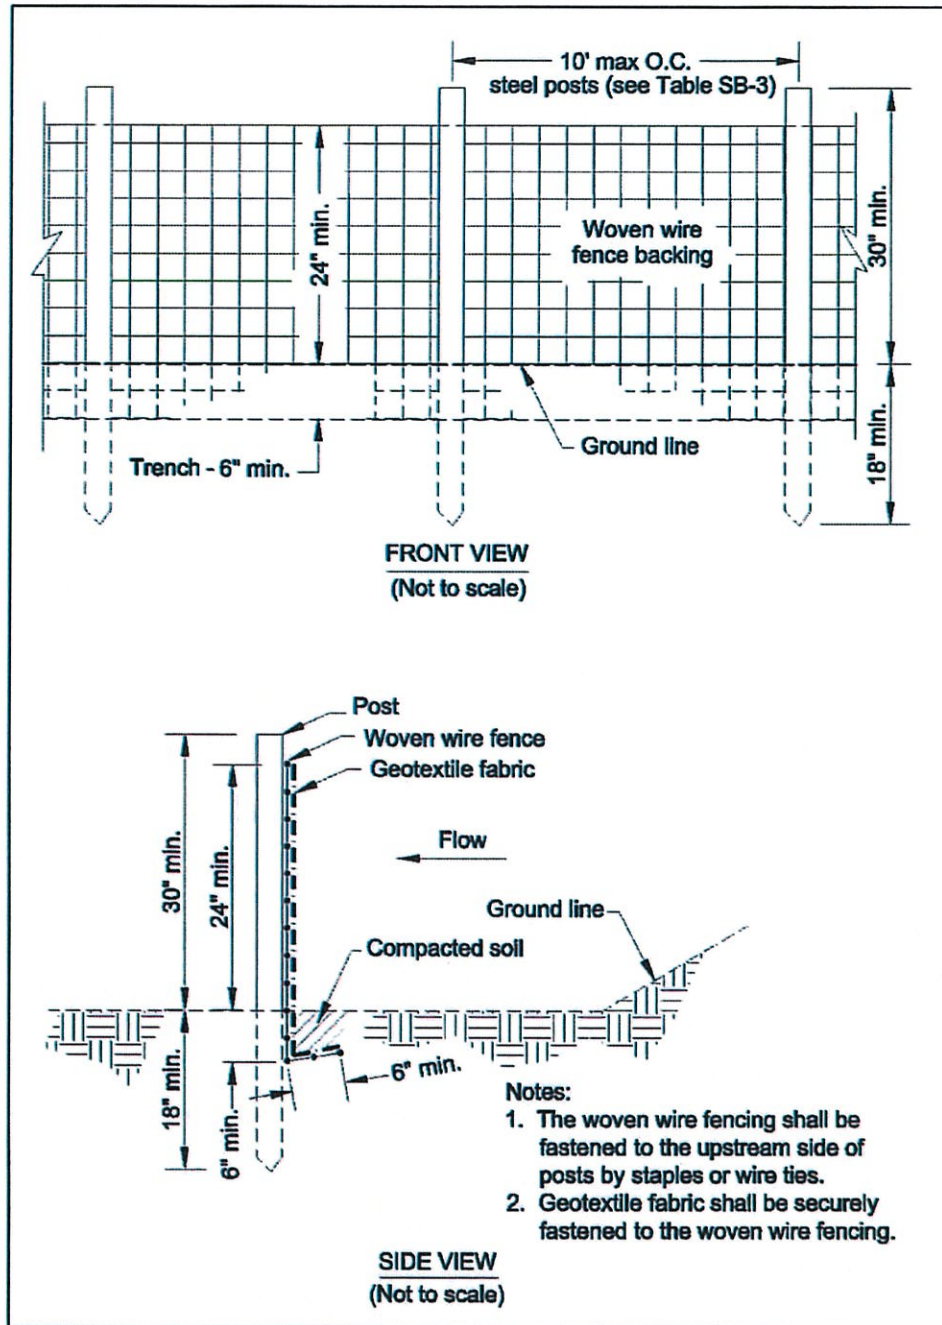 10' max O.C.
steel posts (see Table SB-3)
24" min.
Woven wire
fence backing
30" min.
18" min.
Trench - 6" min.
Ground line
FRONT VIEW
(Not to scale)
Post
Woven wire fence
Geotextile fabric
30" min.
24" min.
Flow
Ground line
Compacted soil
18" min.
6" min.
6" min.
Notes:
1. The woven wire fencing shall be
fastened to the upstream side of
posts by staples or wire ties.
2. Geotextile fabric shall be securely
fastened to the woven wire fencing.
SIDE VIEW
(Not to scale)